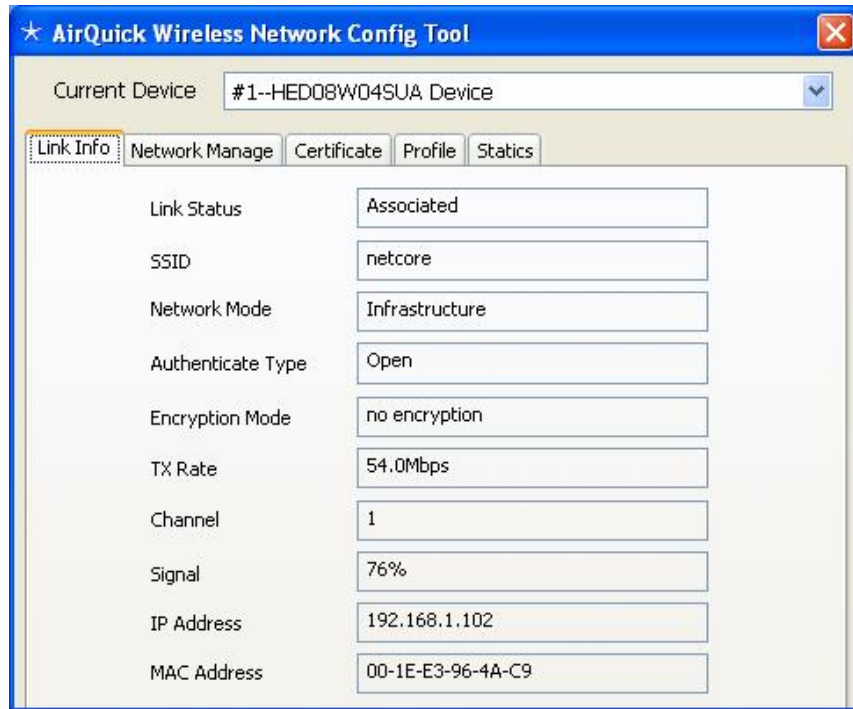 AirQuick Wireless Network Config Tool
Current Device #1--HED08W04SUA Device
Link Info Network Manage Certificate Profile Statics
Link Status Associated
SSID netcore
Network Mode Infrastructure
Authenticate Type Open
Encryption Mode no encryption
TX Rate 54.0Mbps
Channel 1
Signal 76%
IP Address 192.168.1.102
MAC Address 00-1E-E3-96-4A-C9